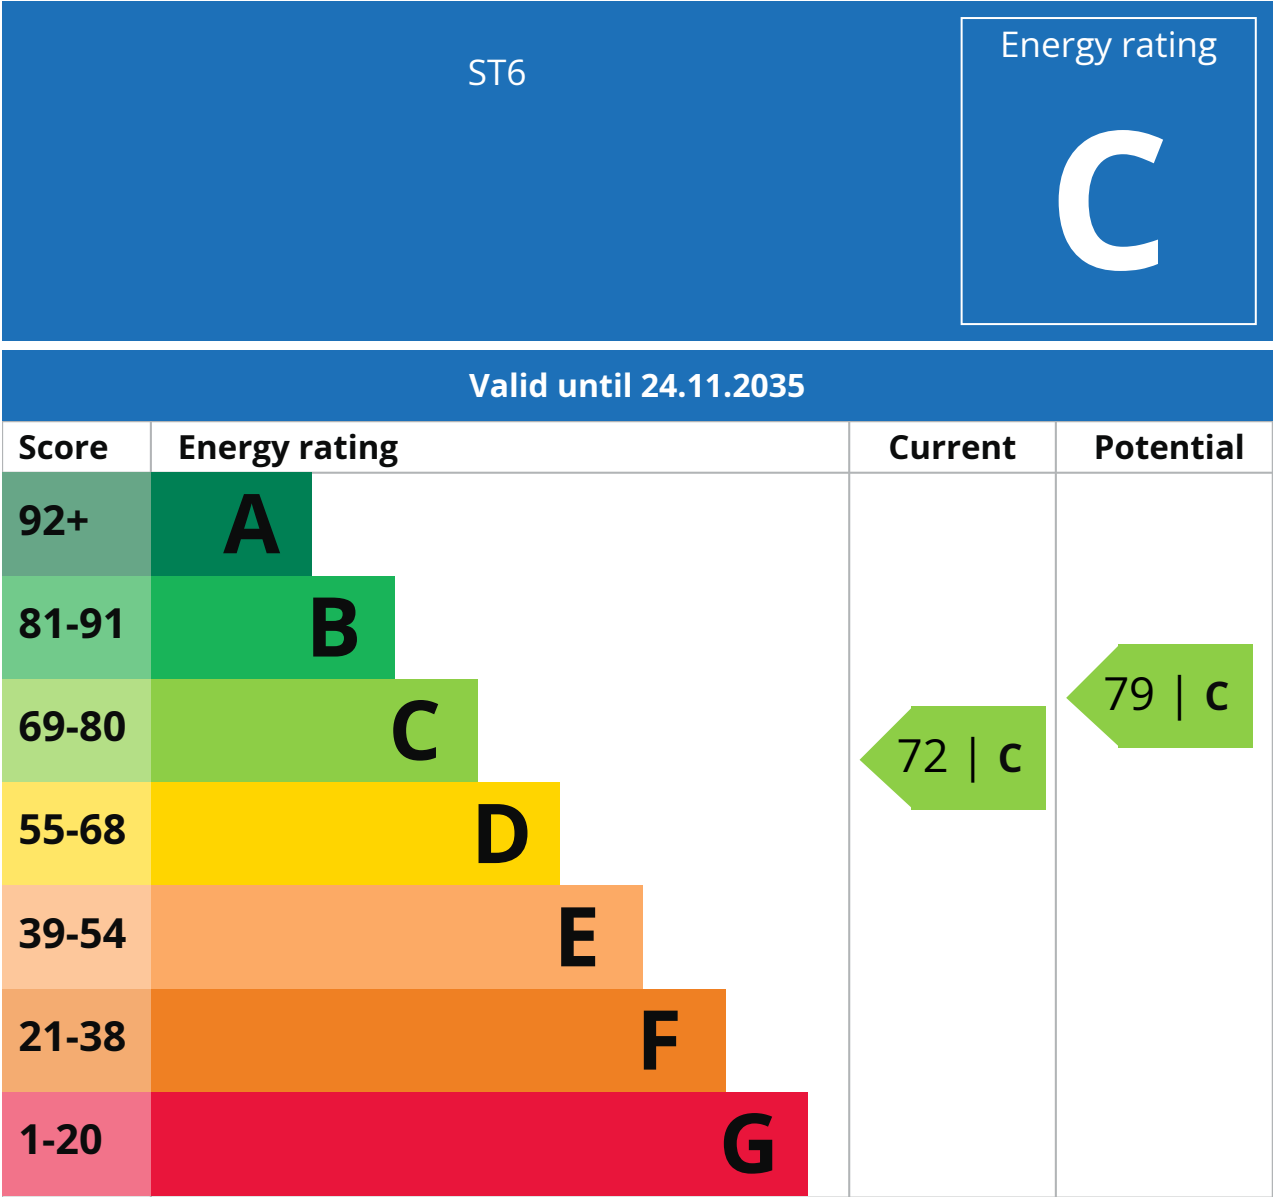 ST6
Energy rating
C
Valid until 24.11.2035
Score Energy rating Current Potential
92+ A
81-91 B
69-80 C 72 | C 79 | C
55-68 D
39-54 E
21-38 F
1-20 G